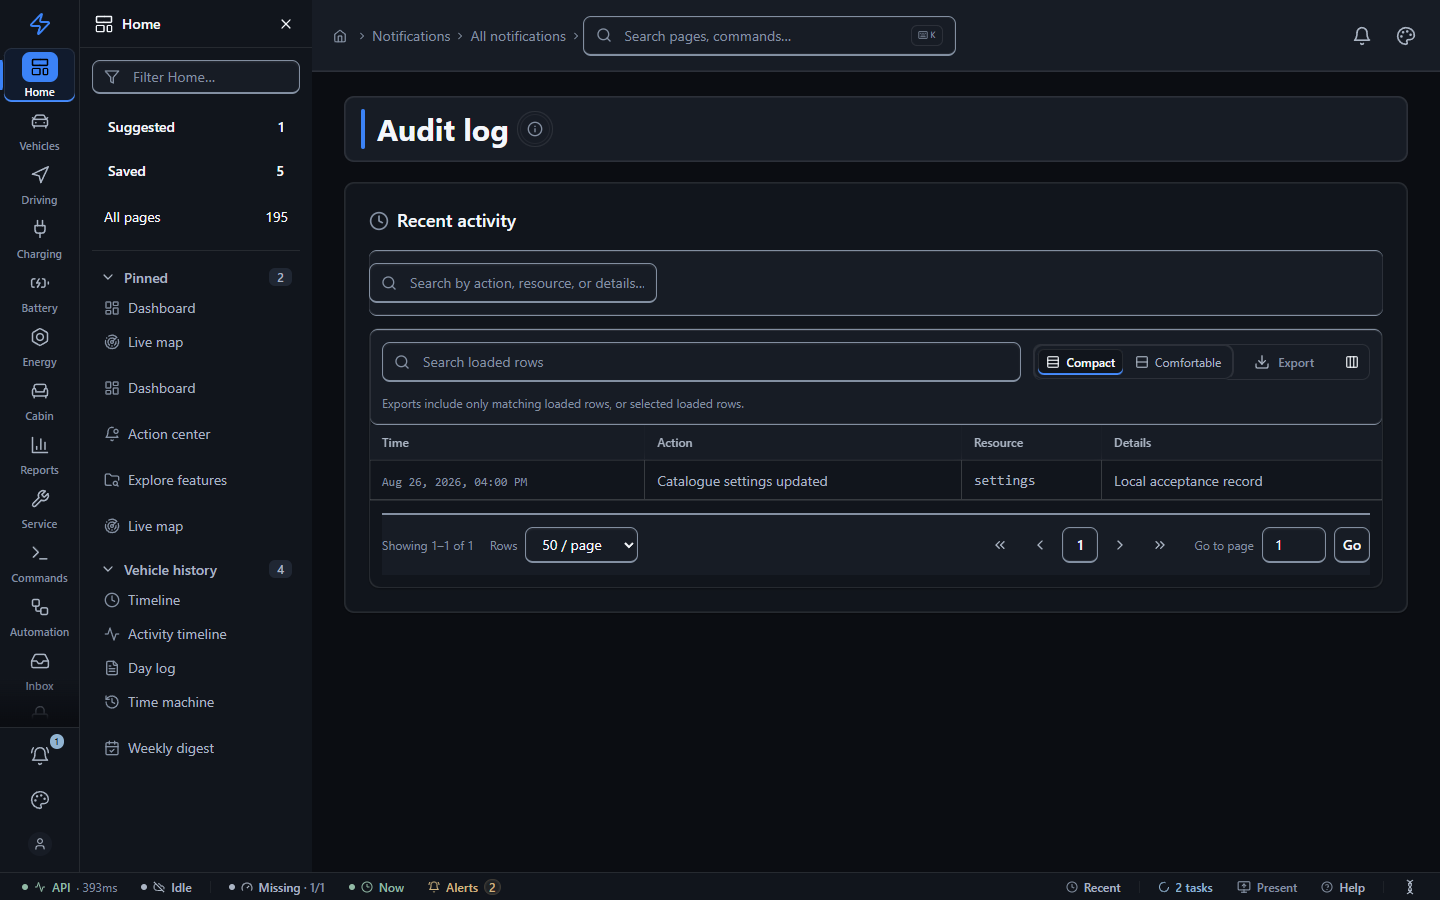 Home
Vehicles
Driving
Charging
Battery
Energy
Cabin
Reports
Service
Commands
Automation
Inbox
1
Home
Filter Home...
Suggested 1
Saved 5
All pages 195
Pinned 2
Dashboard
Live map
Dashboard
Action center
Explore features
Live map
Vehicle history 4
Timeline
Activity timeline
Day log
Time machine
Weekly digest
Notifications All notifications Search pages, commands... K
Audit log
Recent activity
Search by action, resource, or details...
Search loaded rows Compact Comfortable Export
Exports include only matching loaded rows, or selected loaded rows.
Time Action Resource Details
Aug 26, 2026, 04:00 PM Catalogue settings updated settings Local acceptance record
Showing 1–1 of 1 Rows 50 / page 1 Go to page 1 Go
API · 393ms Idle Missing · 1/1 Now Alerts 2 Recent 2 tasks Present Help